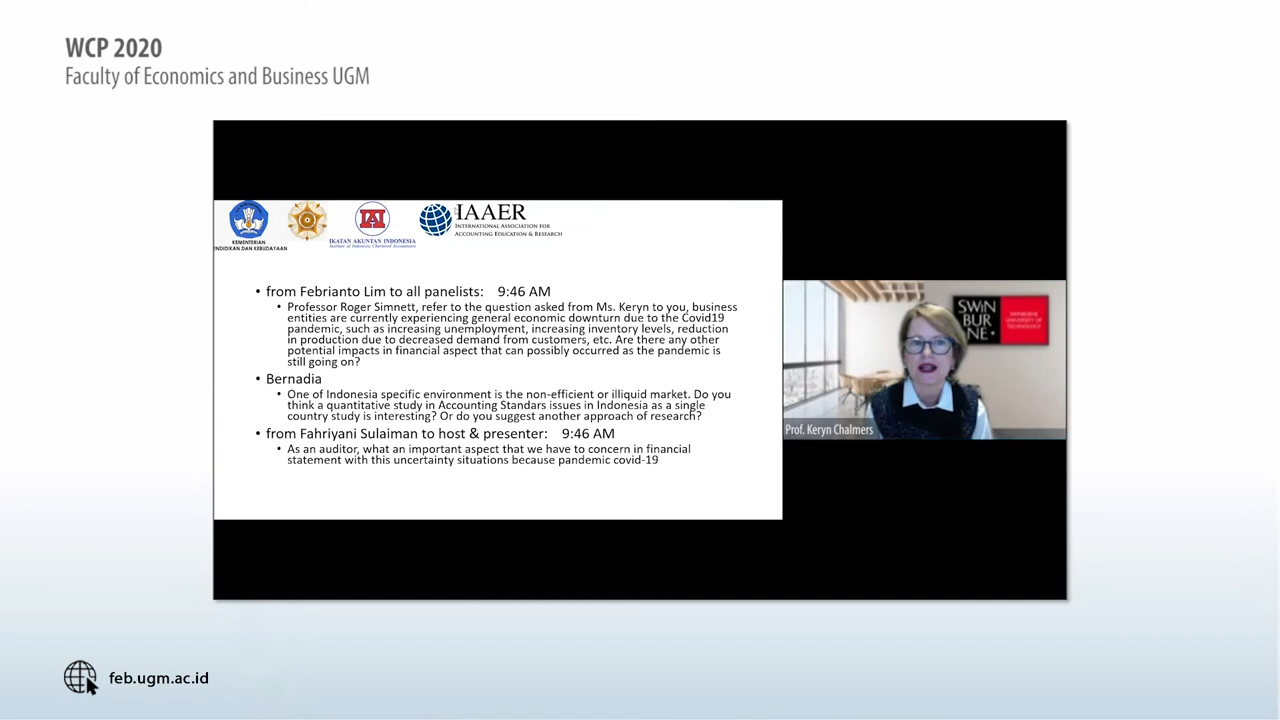 WCP 2020
Faculty of Economics and Business UGM
KEMENTERIAN
NDIDIKAN DAN KEBUDAYAAN
IAI
IKATAN AKUNTAN INDONESIA
Institute of Indonesia Chartered Accountants
IAAER
INTERNATIONAL ASSOCIATION FOR
ACCOUNTING EDUCATION & RESEARCH
• from Febrianto Lim to all panelists: 9:46 AM
• Professor Roger Simnett, refer to the question asked from Ms. Keryn to you, business
entities are currently experiencing general economic downturn due to the Covid19
pandemic, such as increasing unemployment, increasing inventory levels, reduction
in production due to decreased demand from customers, etc. Are there any other
potential impacts in financial aspect that can possibly occurred as the pandemic is
still going on?
• Bernadia
• One of Indonesia specific environment is the non-efficient or illiquid market. Do you
think a quantitative study in Accounting Standars issues in Indonesia as a single
country study is interesting? Or do you suggest another approach of research?
• from Fahriyani Sulaiman to host & presenter: 9:46 AM
• As an auditor, what an important aspect that we have to concern in financial
statement with this uncertainty situations because pandemic covid-19
SWIN
BUR
NE
SWINBURNE
UNIVERSITY OF
TECHNOLOGY
Prof. Keryn Chalmers
feb.ugm.ac.id